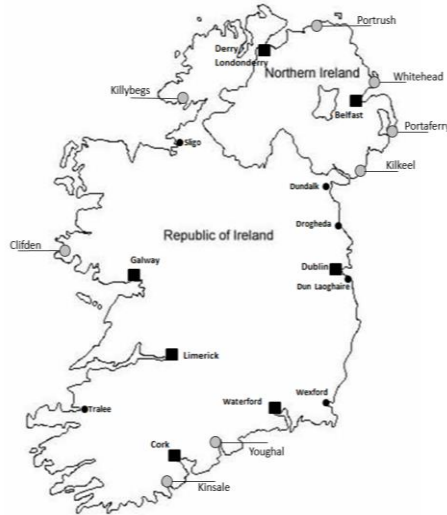 Portrush
Derry/
Londonderry
Northern Ireland
Whitehead
Killybegs
Belfast
Portaferry
Sligo
Kilkeel
Dundalk
Drogheda
Republic of Ireland
Clifden
Galway
Dublin
Dun Laoghaire
Limerick
Wexford
Waterford
Tralee
Cork
Youghal
Kinsale